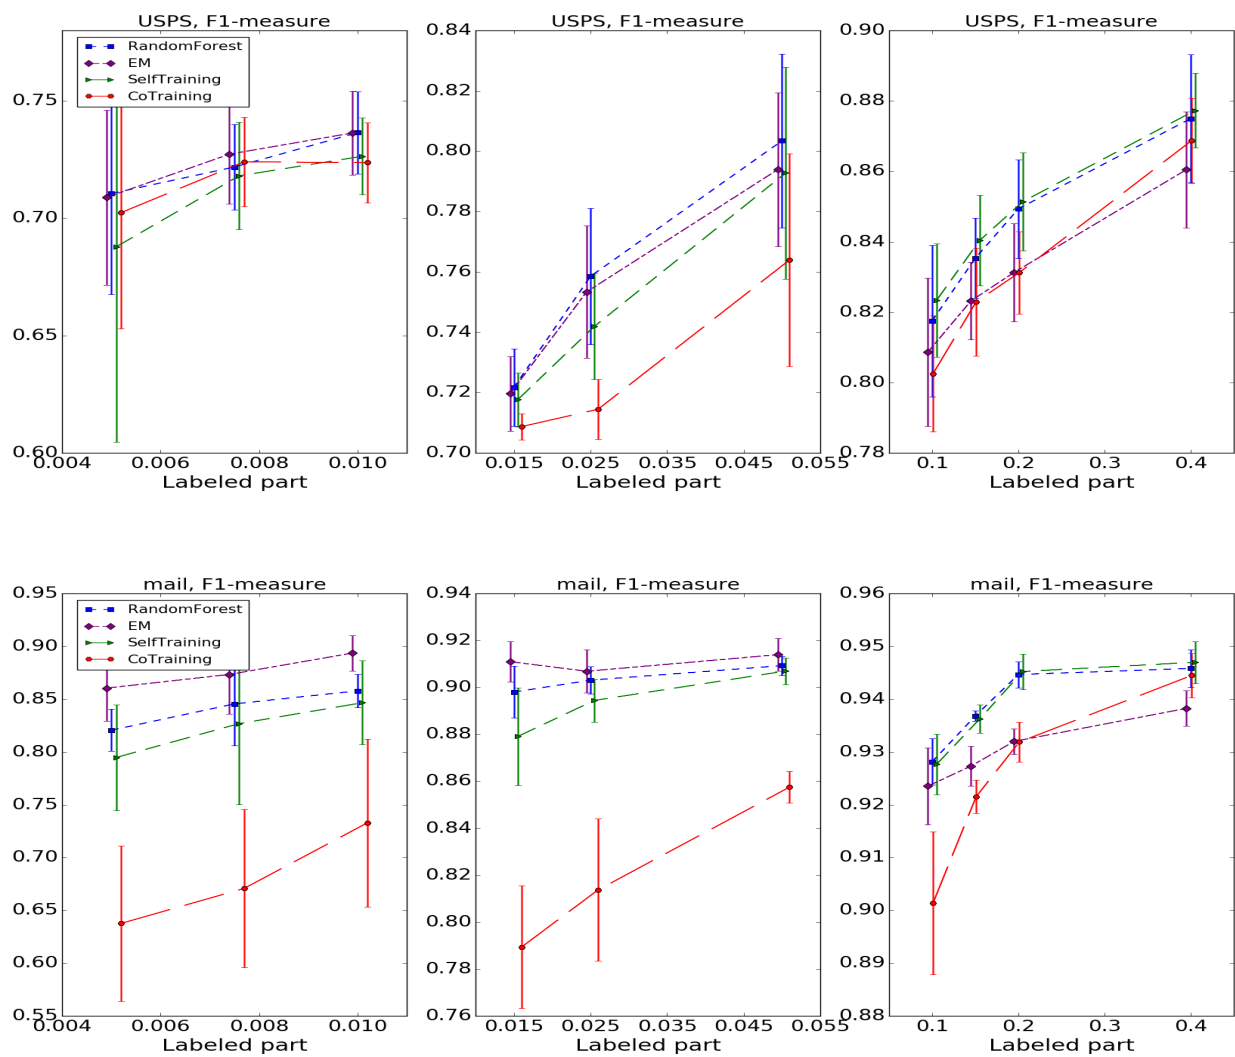 USPS, F1-measure
RandomForest
EM
SelfTraining
CoTraining
0.75
0.70
0.65
0.60
0.004 0.006 0.008 0.010
Labeled part
USPS, F1-measure
0.84
0.82
0.80
0.78
0.76
0.74
0.72
0.70
0.015 0.025 0.035 0.045 0.055
Labeled part
USPS, F1-measure
0.90
0.88
0.86
0.84
0.82
0.80
0.78
0.1 0.2 0.3 0.4
Labeled part
mail, F1-measure
RandomForest
EM
SelfTraining
CoTraining
0.95
0.90
0.85
0.80
0.75
0.70
0.65
0.60
0.55
0.004 0.006 0.008 0.010
Labeled part
mail, F1-measure
0.94
0.92
0.90
0.88
0.86
0.84
0.82
0.80
0.78
0.76
0.015 0.025 0.035 0.045 0.055
Labeled part
mail, F1-measure
0.96
0.95
0.94
0.93
0.92
0.91
0.90
0.89
0.88
0.1 0.2 0.3 0.4
Labeled part